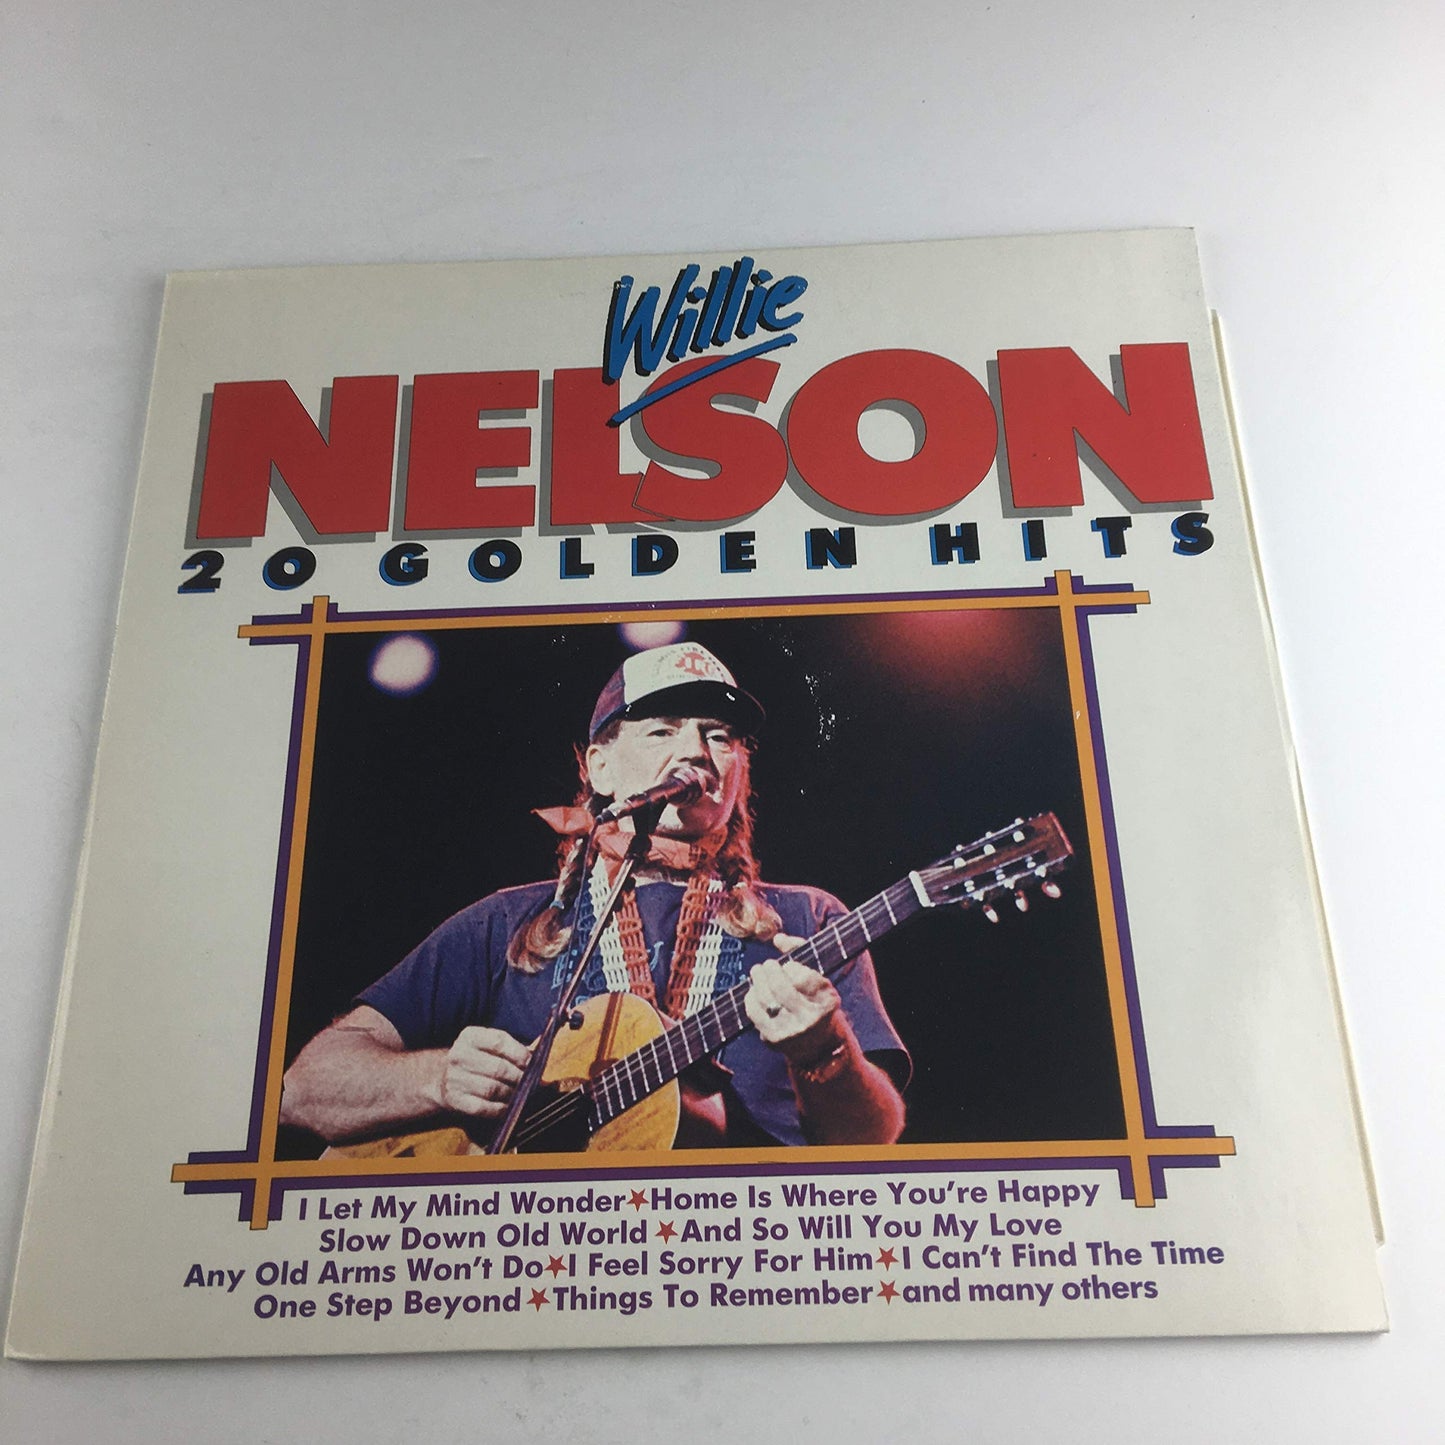 Willie
NELSON
20 GOLDEN HITS
I Let My Mind Wonder★Home Is Where You're Happy
Slow Down Old World★And So Will You My Love
Any Old Arms Won't Do★I Feel Sorry For Him★I Can't Find The Time
One Step Beyond★Things To Remember★and many others